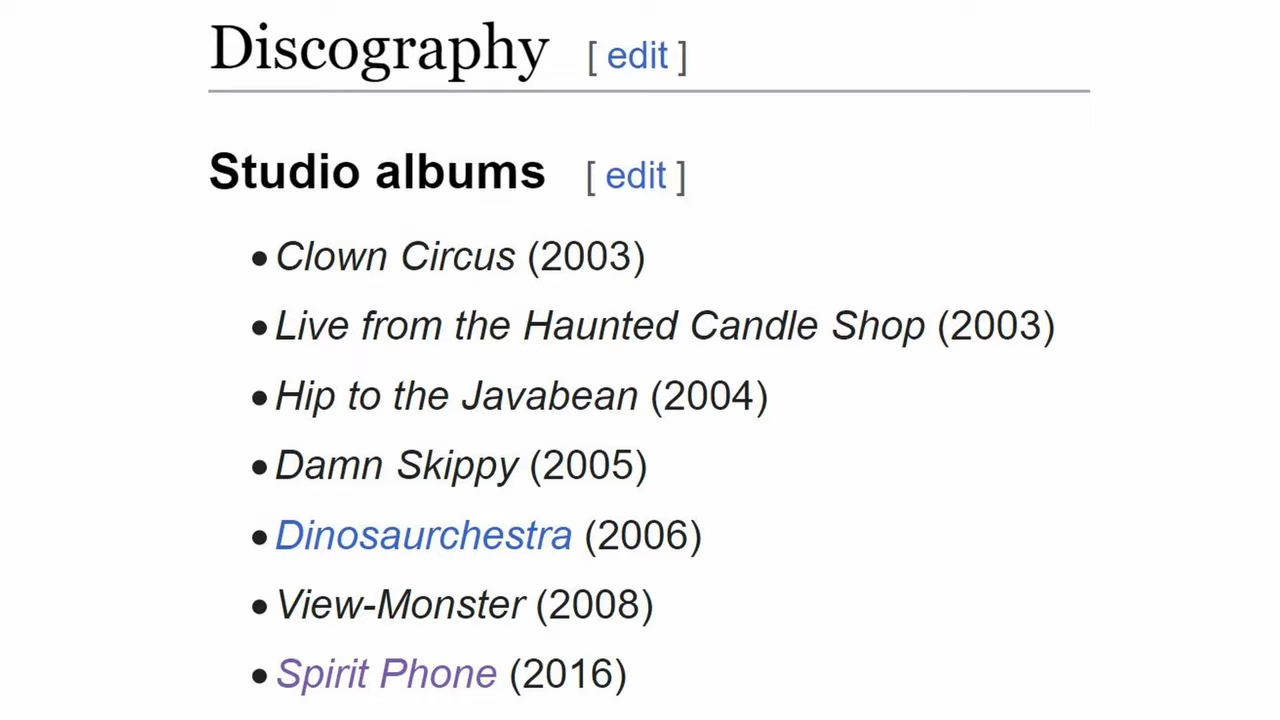 Discography [ edit ]
Studio albums [ edit ]
• Clown Circus (2003)
• Live from the Haunted Candle Shop (2003)
• Hip to the Javabean (2004)
• Damn Skippy (2005)
• Dinosaurchestra (2006)
• View-Monster (2008)
• Spirit Phone (2016)